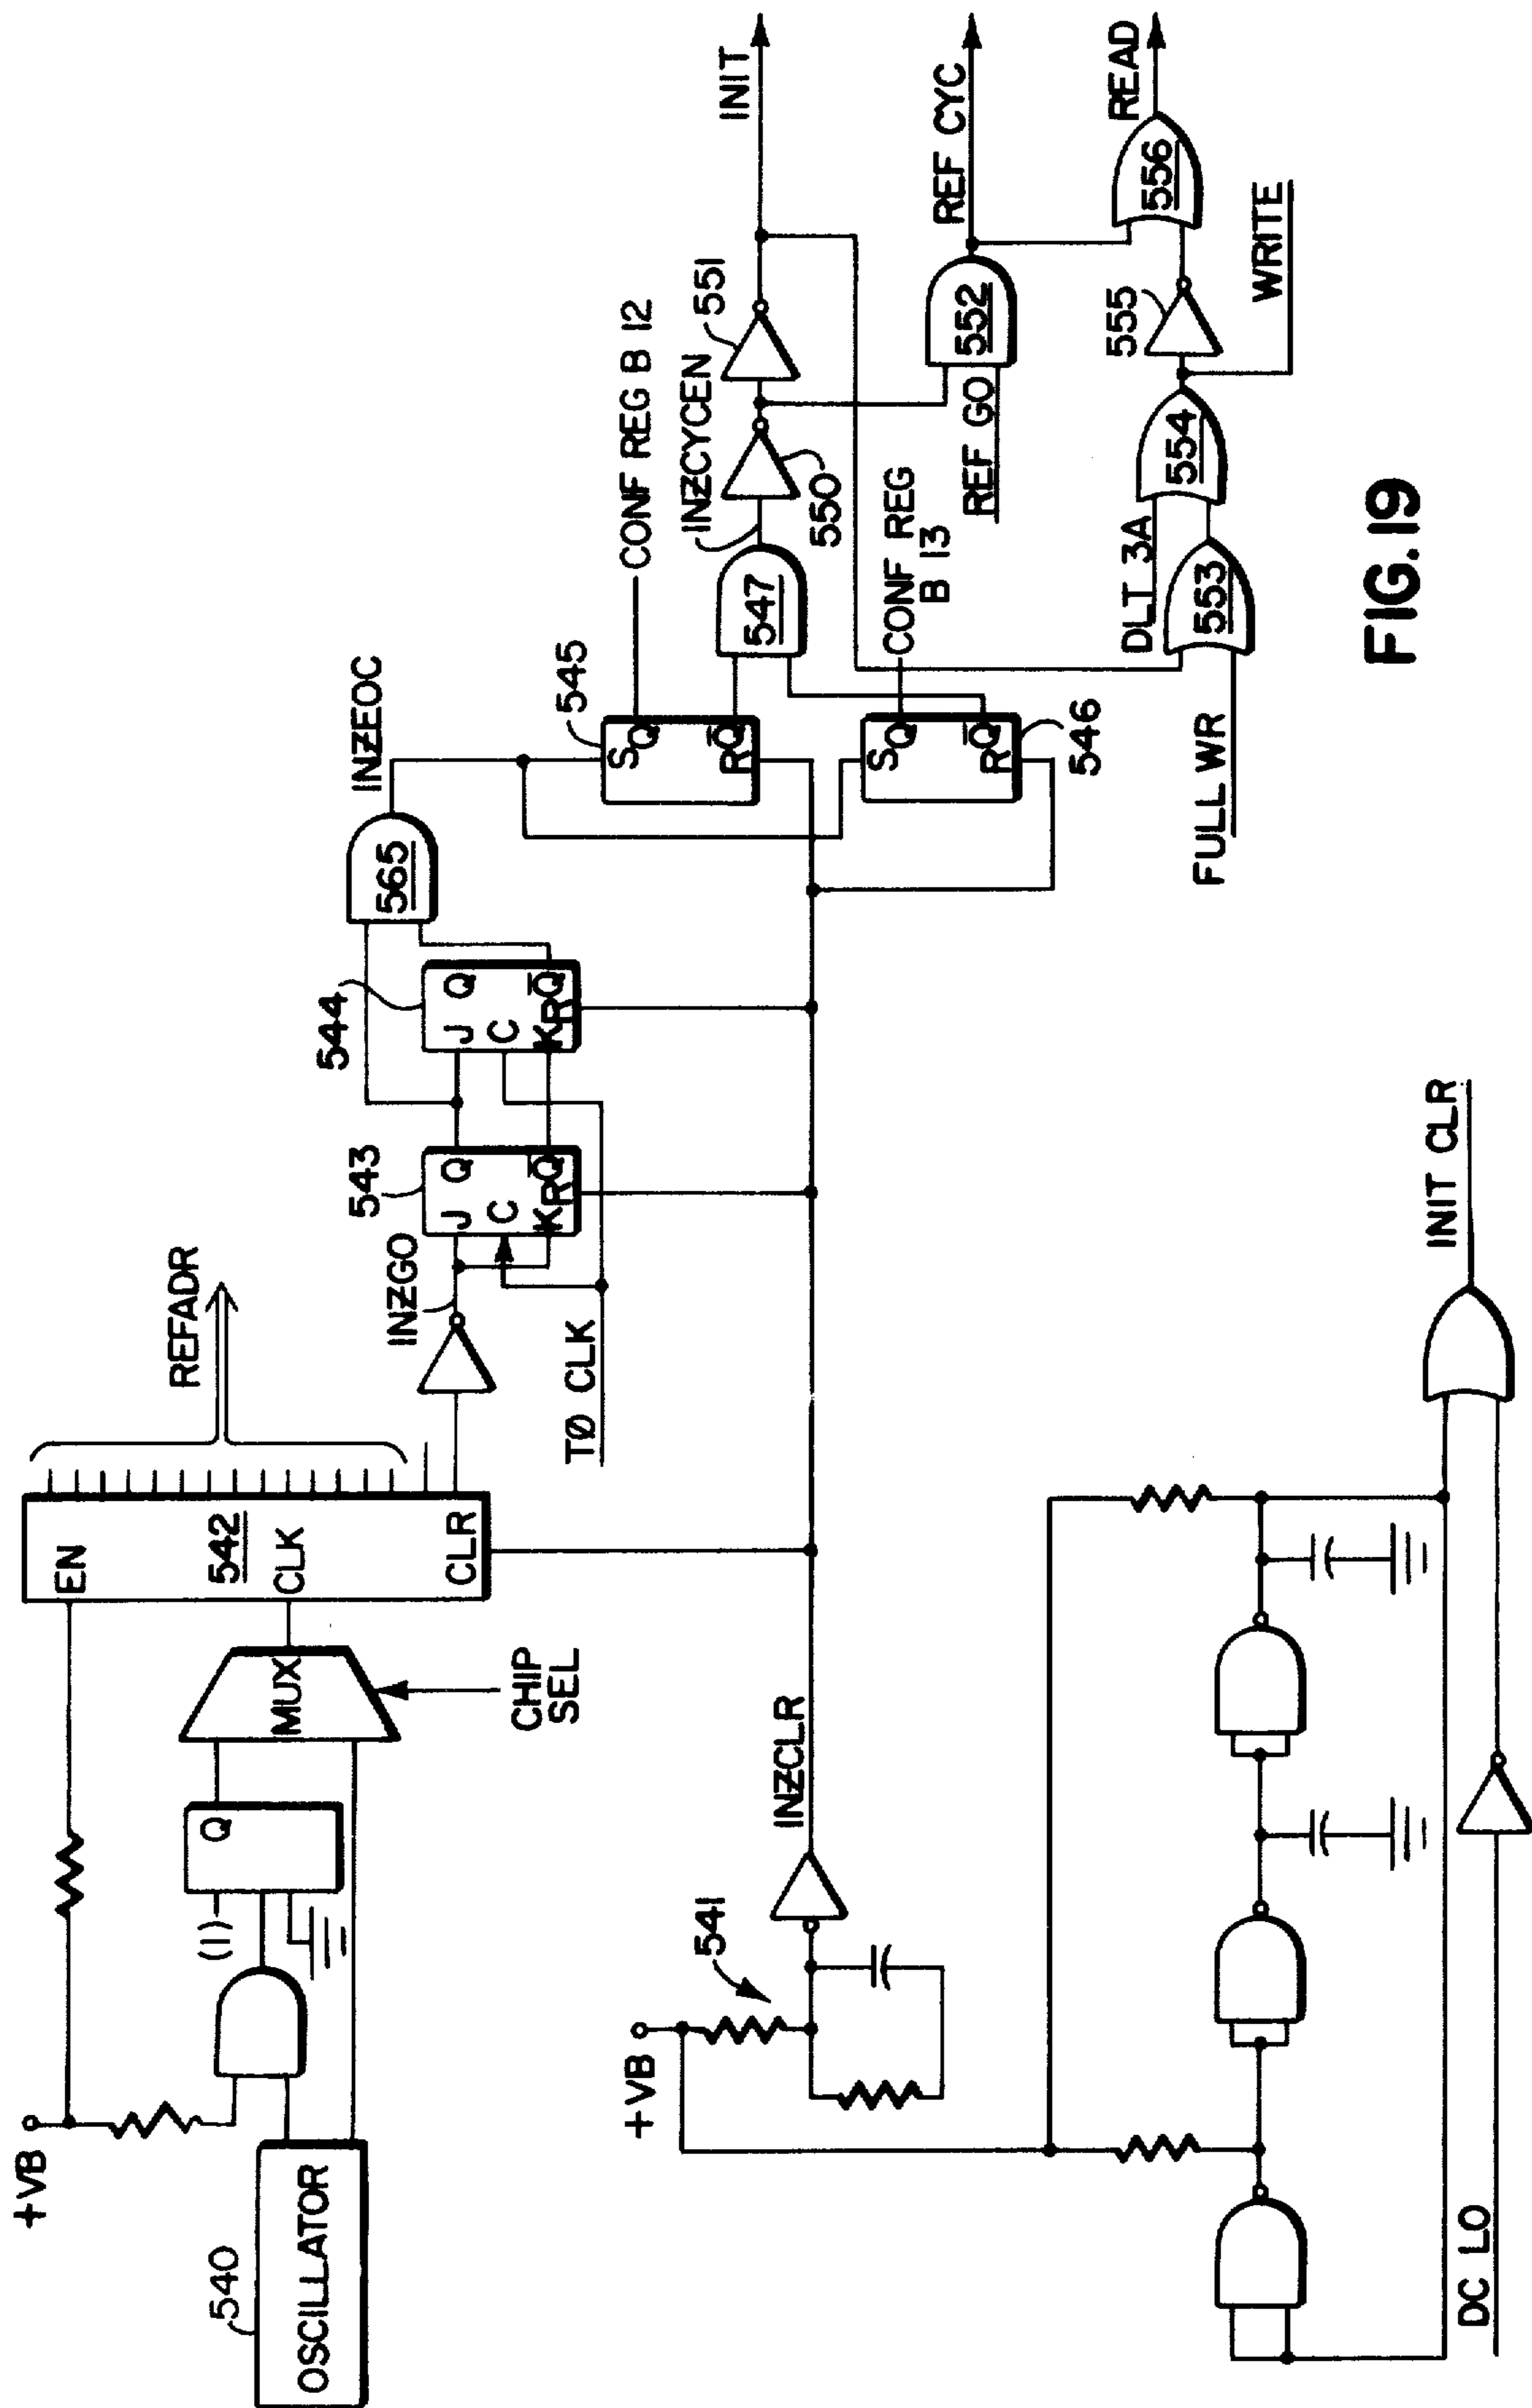 +VB
540
OSCILLATOR
(1)
Q
MUX
CHIP
SEL
EN
542
CLK
CLR
REFADR
INZGO
TØ CLK
543
J
Q
C
K
R
Q
544
J
Q
C
K
R
Q
565
INZEOC
545
S
Q
Q
R
CONF REG B 12
547
INZCYCEN
550
551
INIT
546
S
Q
Q
R
CONF REG
B 13
REF GO
552
REF CYC
DLT 3A
FULL WR
553
554
555
556
READ
WRITE
+VB
541
INZCLR
DC LO
INIT CLR
FIG. 19